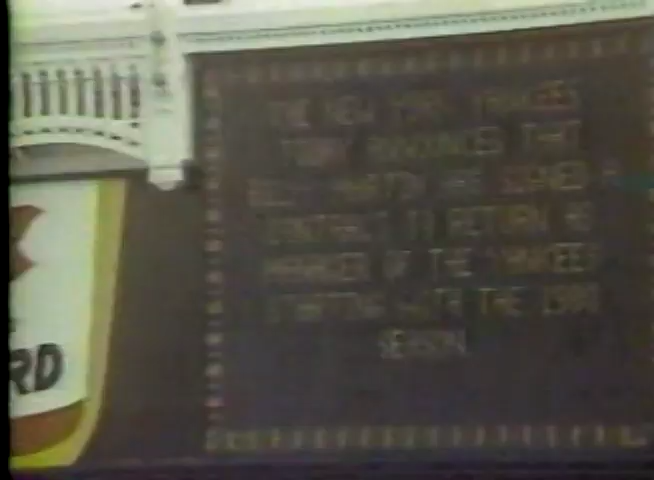 THE NEW YORK YANKEES
TODAY ANNOUNCED THAT
BILLY MARTIN HAS SIGNED A
CONTRACT TO RETURN AS
MANAGER OF THE YANKEES
STARTING WITH THE 1980
SEASON
RD